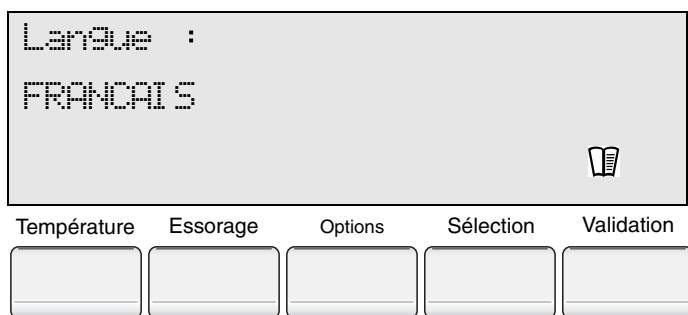 Langue :
FRANCAIS
Température Essorage Options Sélection Validation